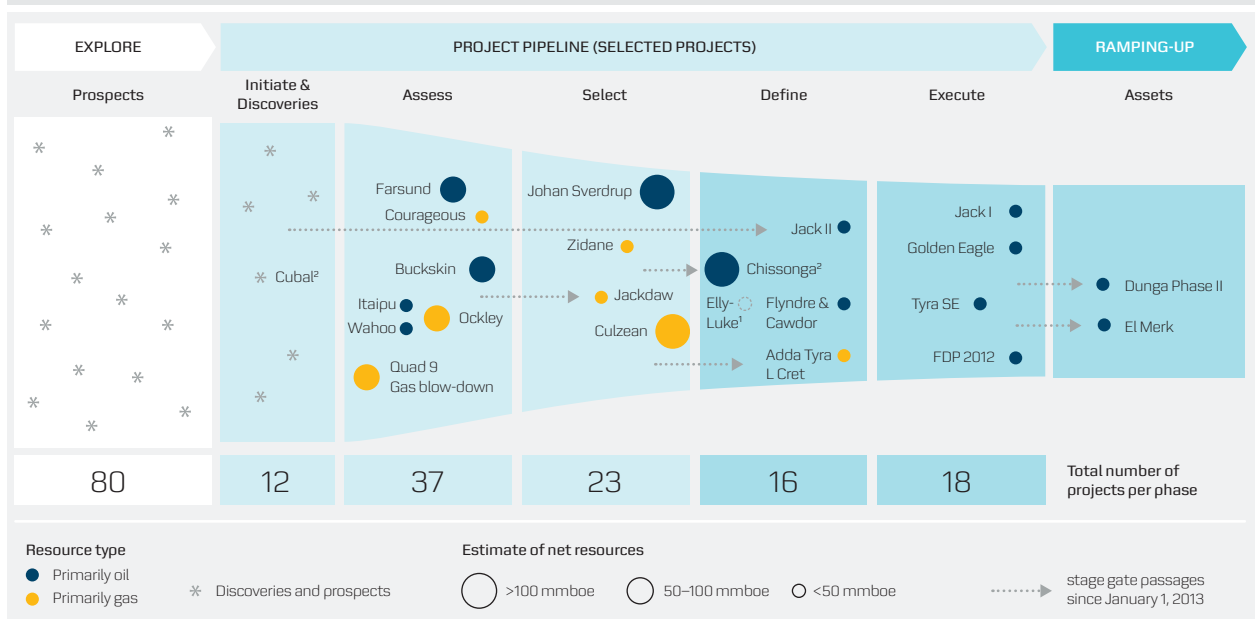 EXPLORE
PROJECT PIPELINE (SELECTED PROJECTS)
RAMPING-UP
Prospects
Initiate &
Discoveries
Assess
Select
Define
Execute
Assets
Cubal²
Farsund
Courageous
Buckskin
Itaipu
Wahoo
Ockley
Quad 9
Gas blow-down
Johan Sverdrup
Zidane
Jackdaw
Culzean
Jack II
Chissonga²
Elly-
Luke¹
Flyndre &
Cawdor
Adda Tyra
L Cret
Jack I
Golden Eagle
Tyra SE
FDP 2012
Dunga Phase II
El Merk
80
12
37
23
16
18
Total number of
projects per phase
Resource type
Primarily oil
Primarily gas
Discoveries and prospects
Estimate of net resources
>100 mmboe
50–100 mmboe
<50 mmboe
stage gate passages
since January 1, 2013